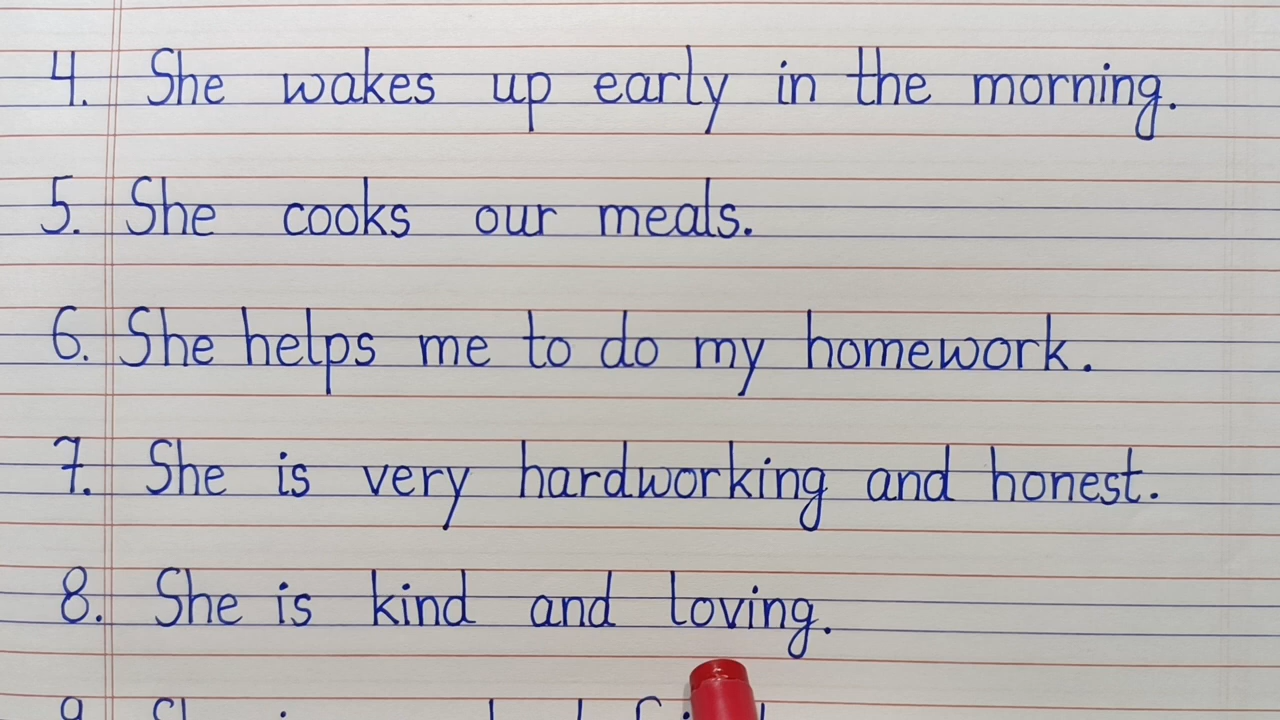 4. She wakes up early in the morning.
5. She cooks our meals.
6. She helps me to do my homework.
7. She is very hardworking and honest.
8. She is kind and loving.